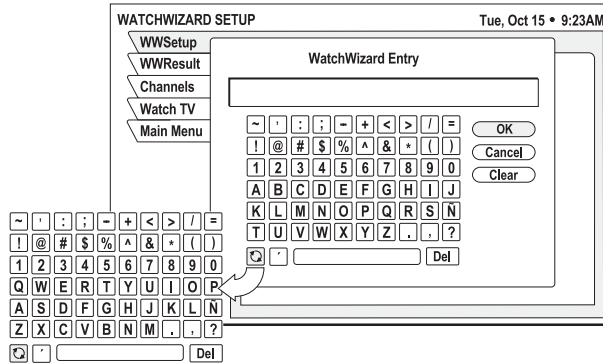 WATCHWIZARD SETUP Tue, Oct 15 • 9:23AM
WWSetup
WWResult
Channels
Watch TV
Main Menu
WatchWizard Entry
~ ' : ; - + < > / =
! @ # $ % ^ & * ( )
1 2 3 4 5 6 7 8 9 0
A B C D E F G H I J
K L M N O P Q R S Ñ
T U V W X Y Z . , ?
´ Del
OK
Cancel
Clear
~ ' : ; - + < > / =
! @ # $ % ^ & * ( )
1 2 3 4 5 6 7 8 9 0
Q W E R T Y U I O P
A S D F G H J K L Ñ
Z X C V B N M . , ?
´ Del